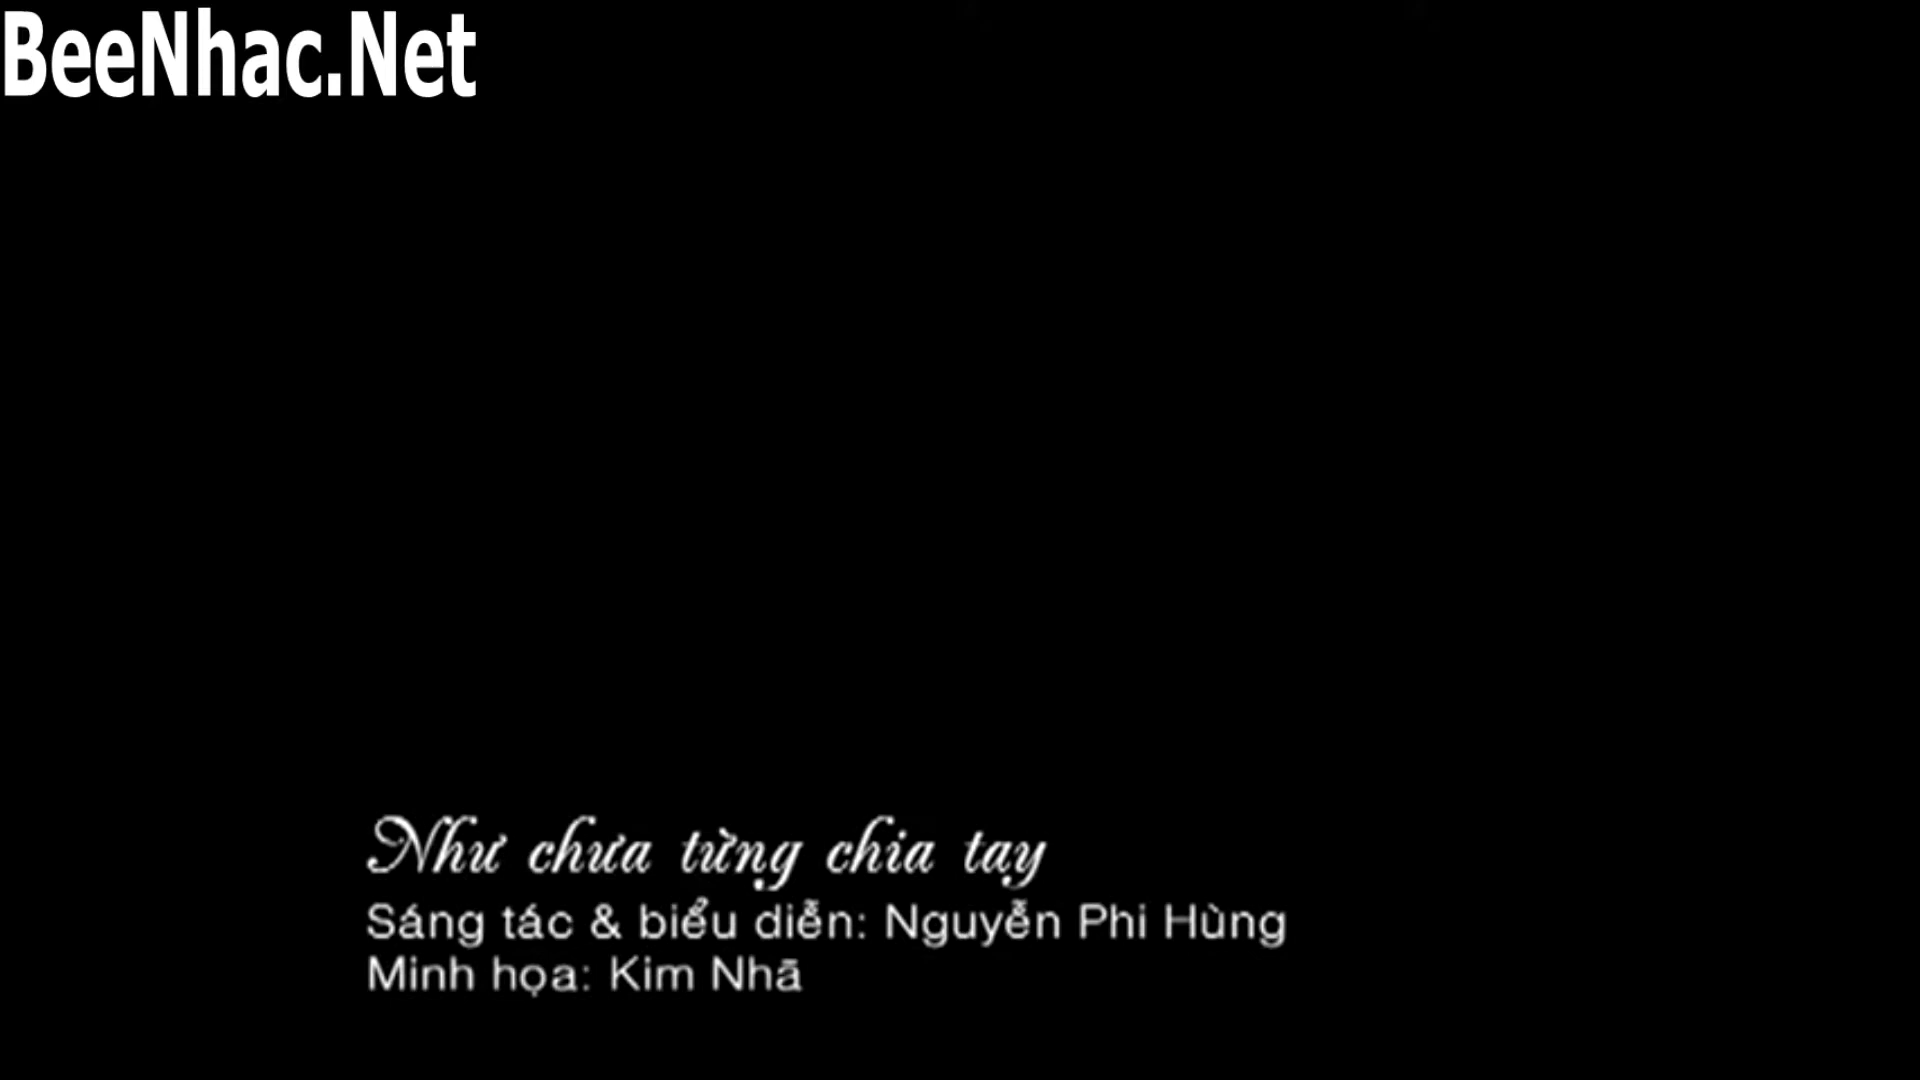 BeeNhac.Net
Như chưa từng chia tay
Sáng tác & biểu diễn: Nguyễn Phi Hùng
Minh họa: Kim Nhã